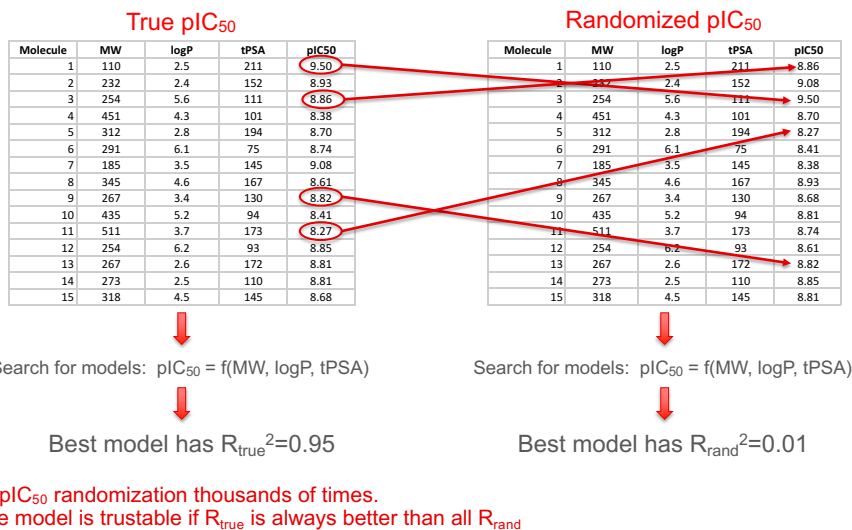 True pIC50
Molecule MW logP tPSA pIC50
1 110 2.5 211 9.50
2 232 2.4 152 8.93
3 254 5.6 111 8.86
4 451 4.3 101 8.38
5 312 2.8 194 8.70
6 291 6.1 75 8.74
7 185 3.5 145 9.08
8 345 4.6 167 8.61
9 267 3.4 130 8.82
10 435 5.2 94 8.41
11 511 3.7 173 8.27
12 254 6.2 93 8.85
13 267 2.6 172 8.81
14 273 2.5 110 8.81
15 318 4.5 145 8.68
Search for models: pIC50 = f(MW, logP, tPSA)
Best model has Rtrue2=0.95
Randomized pIC50
Molecule MW logP tPSA pIC50
1 110 2.5 211 8.86
2 232 2.4 152 9.08
3 254 5.6 111 9.50
4 451 4.3 101 8.70
5 312 2.8 194 8.27
6 291 6.1 75 8.41
7 185 3.5 145 8.38
8 345 4.6 167 8.93
9 267 3.4 130 8.68
10 435 5.2 94 8.81
11 511 3.7 173 8.74
12 254 6.2 93 8.61
13 267 2.6 172 8.82
14 273 2.5 110 8.85
15 318 4.5 145 8.81
Search for models: pIC50 = f(MW, logP, tPSA)
Best model has Rrand2=0.01
pIC50 randomization thousands of times.
e model is trustable if Rtrue is always better than all Rrand